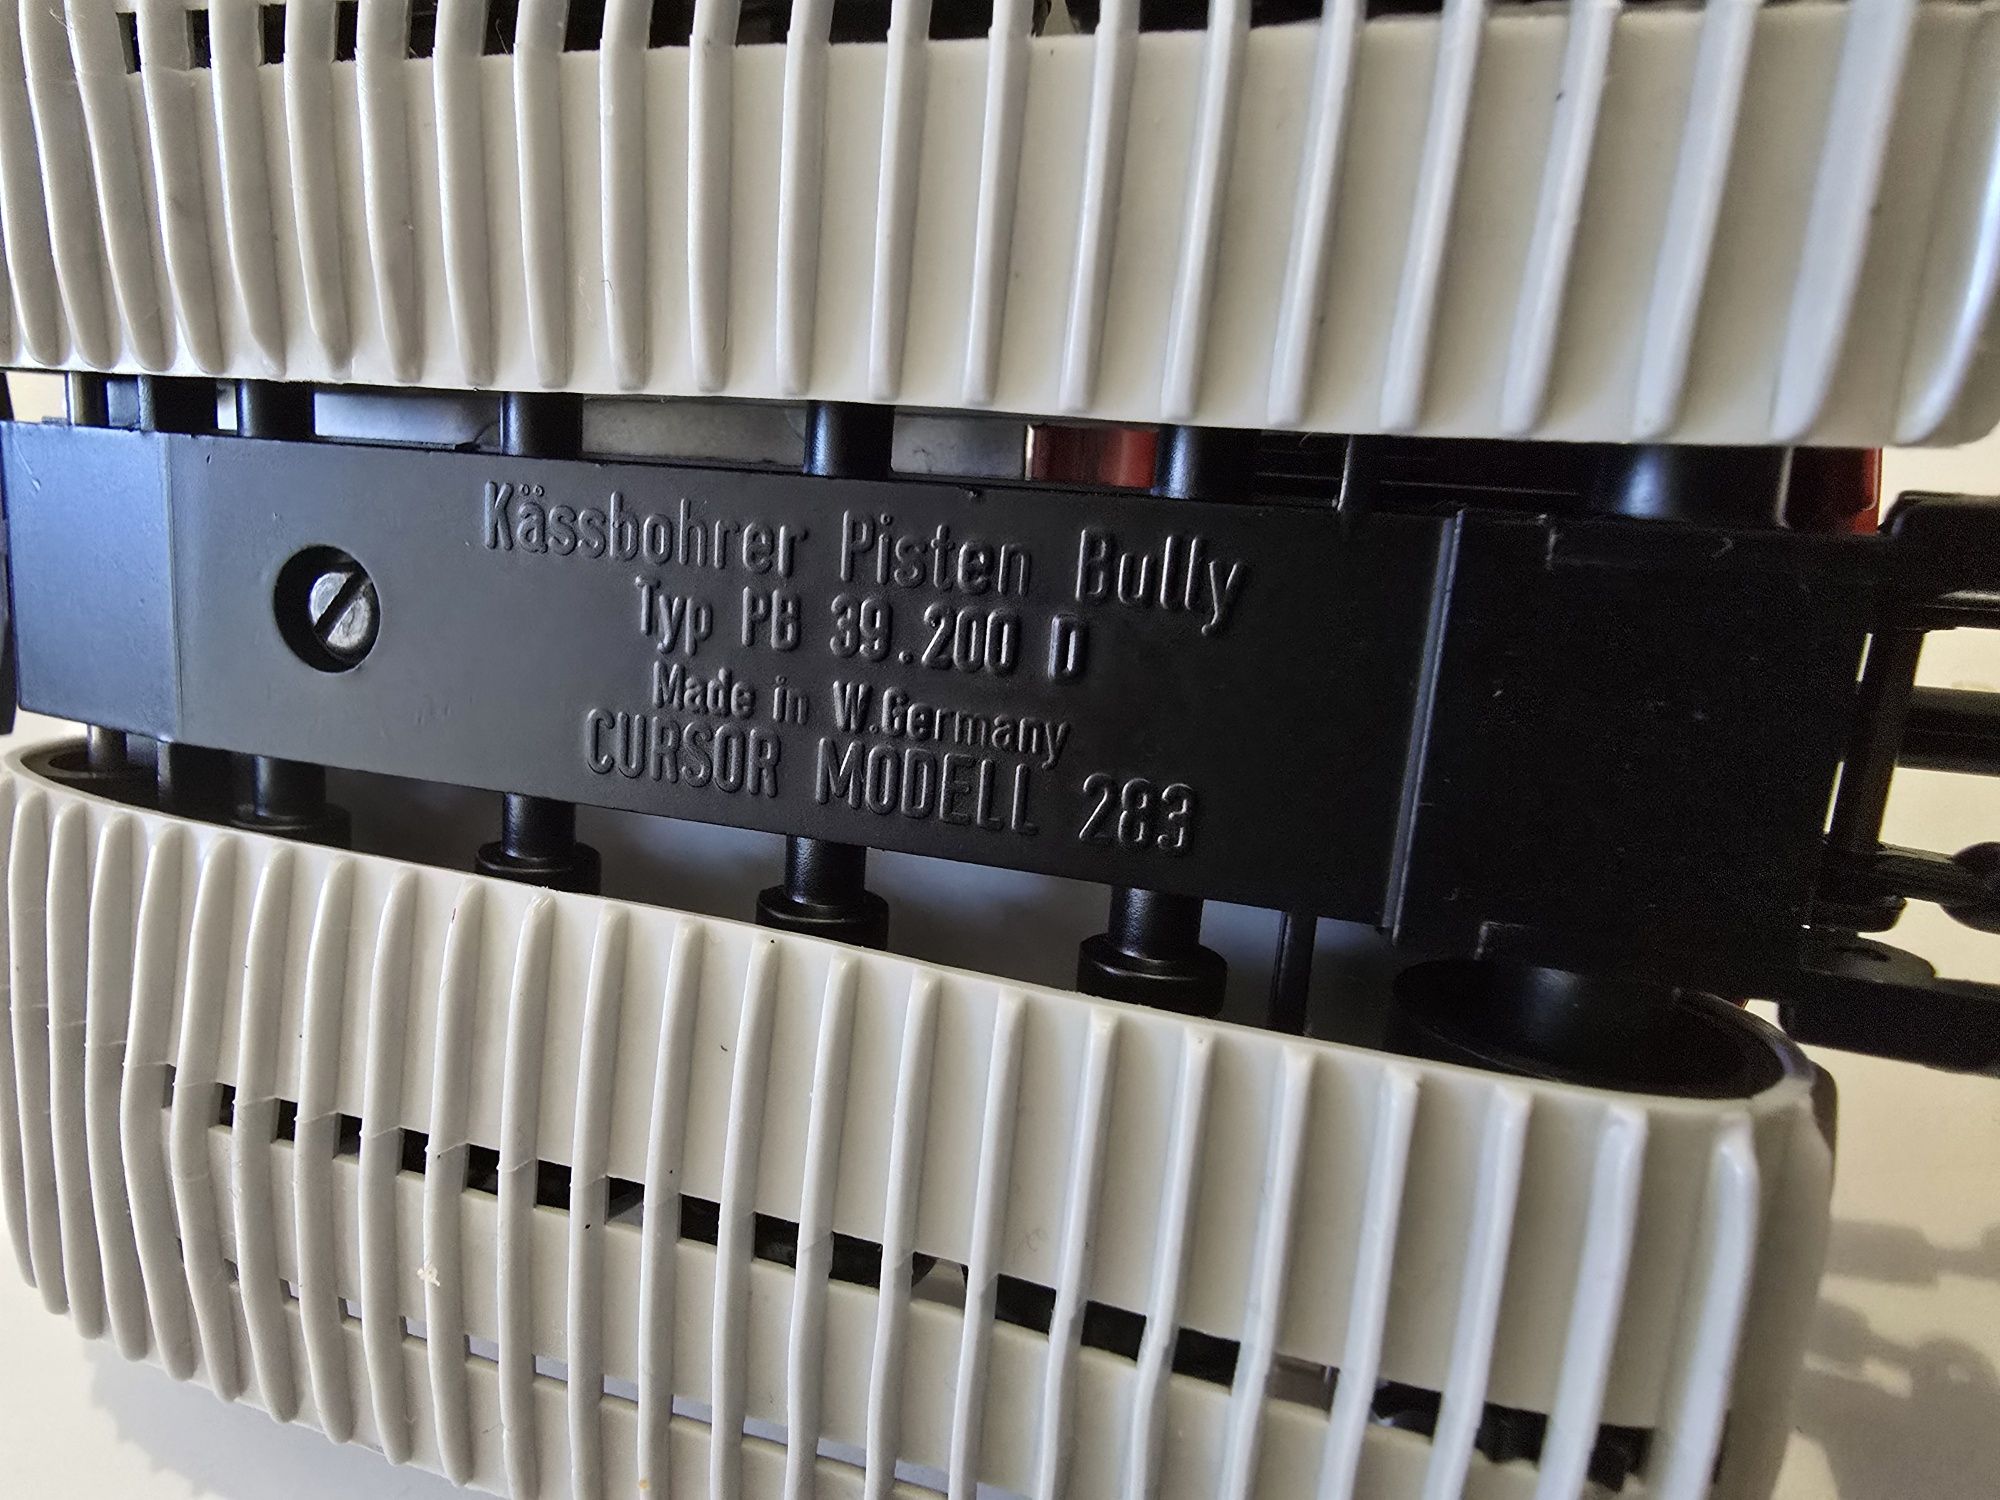 Kässbohrer Pisten Bully
Typ PB 39.200 D
Made in W.Germany
CURSOR MODELL 283